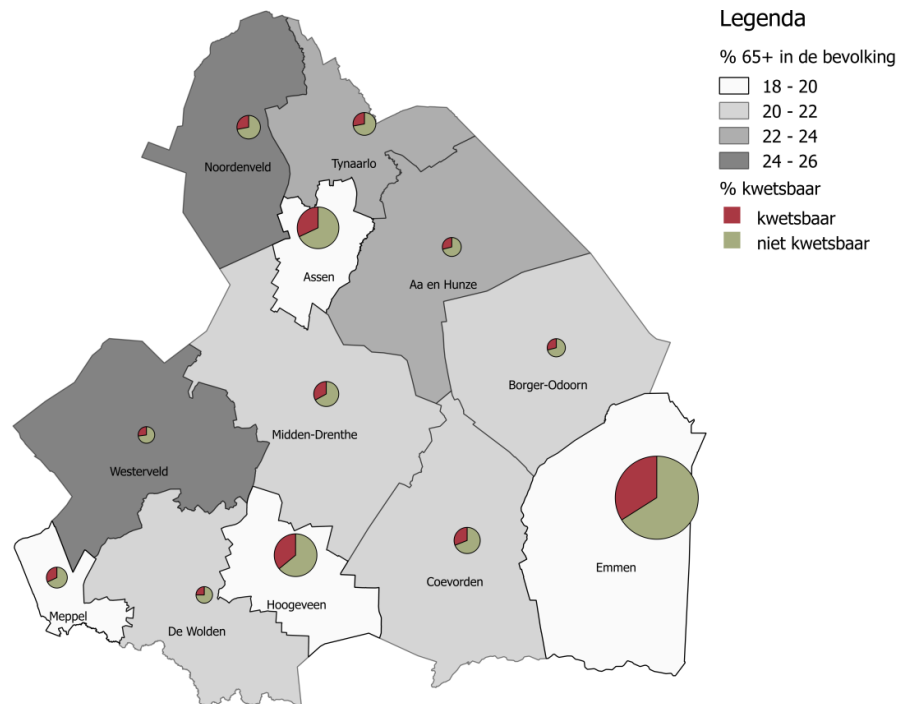 Legenda
% 65+ in de bevolking
18 - 20
20 - 22
22 - 24
24 - 26
% kwetsbaar
kwetsbaar
niet kwetsbaar
Noordenveld
Tynaarlo
Assen
Aa en Hunze
Borger-Odoorn
Midden-Drenthe
Westerveld
Emmen
Coevorden
Hoogeveen
Meppel
De Wolden